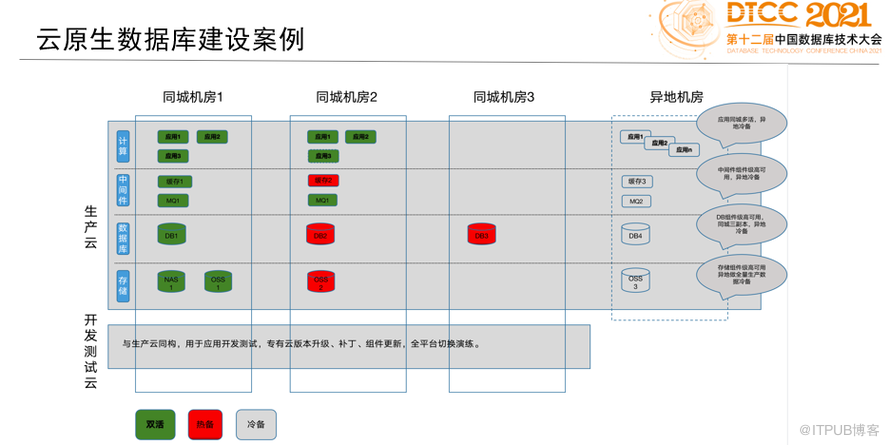 云原生数据库建设案例
DTCC 2021
第十二届中国数据库技术大会
DATABASE TECHNOLOGY CONFERENCE CHINA 2021
同城机房1
同城机房2
同城机房3
异地机房
生产云
开发测试云
计算
应用1
应用2
应用3
应用1
应用2
应用3
应用1
应用2
应用n
应用同城多活，异
地冷备
中间件
缓存1
MQ1
缓存2
MQ1
缓存3
MQ2
中间件组件级高可
用，异地冷备
数据库
DB1
DB2
DB3
DB4
DB组件级高可用，
同城三副本，异地
冷备
存储
NAS
1
OSS
1
OSS
2
OSS
3
存储组件级高可用
异地做全量生产数
据冷备
与生产云同构，用于应用开发测试，专有云版本升级、补丁、组件更新，全平台切换演练。
双活
热备
冷备
@ITPUB博客